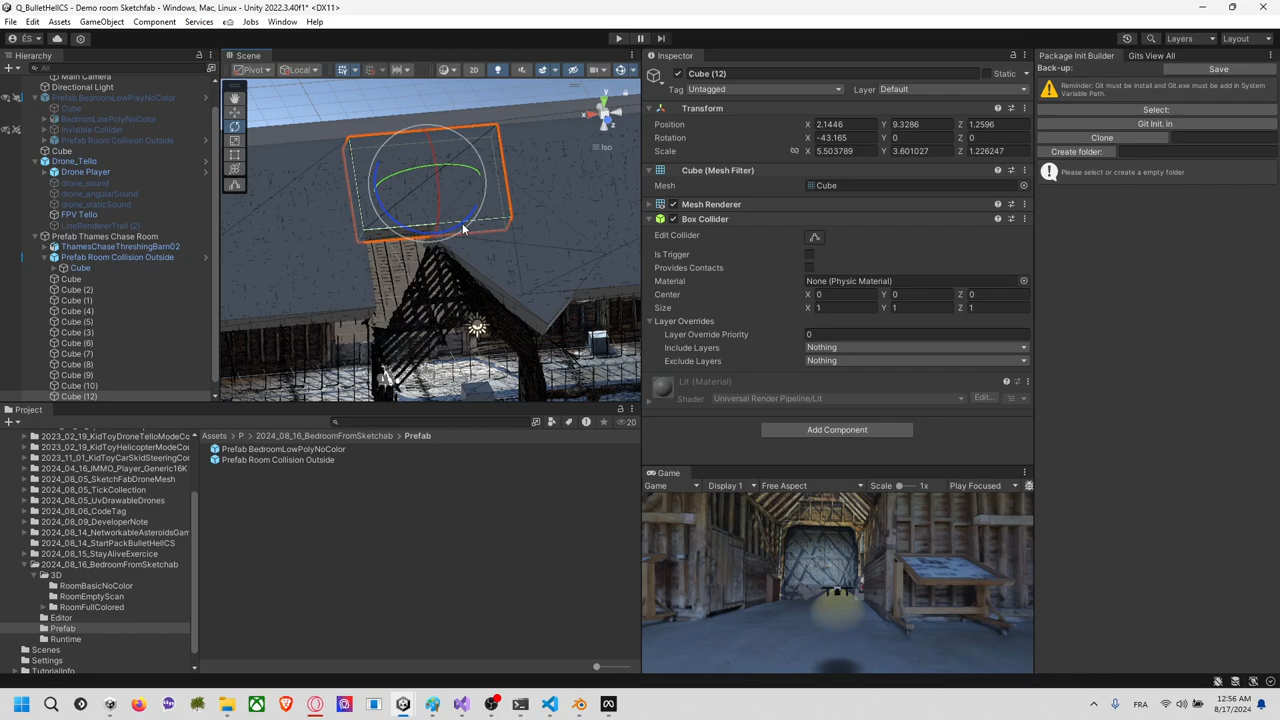 Q_BulletHellCS - Demo room Sketchfab - Windows, Mac, Linux - Unity 2022.3.40f1* <DX11>
File Edit Assets GameObject Component Services Jobs Window Help
ÉS Layers Layout
Hierarchy
All
Main Camera
Directional Light
Prefab BedroomLowPolyNoColor
Cube
BedrromLowPolyNoColor
Invisible Collider
Prefab Room Collision Outside
Cube
Drone_Tello
Drone Player
drone_sound
drone_angularSound
drone_staticSound
FPV Tello
LineRendererTrail (2)
Prefab Thames Chase Room
ThamesChaseThreshingBarn02
Prefab Room Collision Outside
Cube
Cube
Cube (2)
Cube (1)
Cube (4)
Cube (5)
Cube (3)
Cube (6)
Cube (7)
Cube (8)
Cube (9)
Cube (10)
Cube (12)
Scene
Pivot Local 2D
y
x
z
Iso
Inspector
Cube (12) Static
Tag Untagged Layer Default
Transform
Position X 2.1446 Y 9.3286 Z 1.2596
Rotation X -43.165 Y 0 Z 0
Scale X 5.503789 Y 3.601027 Z 1.226247
Cube (Mesh Filter)
Mesh Cube
Mesh Renderer
Box Collider
Edit Collider
Is Trigger
Provides Contacts
Material None (Physic Material)
Center X 0 Y 0 Z 0
Size X 1 Y 1 Z 1
Layer Overrides
Layer Override Priority 0
Include Layers Nothing
Exclude Layers Nothing
Lit (Material)
Shader Universal Render Pipeline/Lit Edit...
Add Component
Package Init Builder Gits View All
Back-up: Save
Reminder: Git must be install and Git.exe must be add in System Variable Path.
Select:
Git Init. in
Clone
Create folder:
Please select or create a empty folder
Project
20
2023_02_19_KidToyDroneTelloModeCo
2023_02_19_KidToyHelicopterModeCo
2023_11_01_KidToyCarSkidSteeringCo
2024_04_16_IMMO_Player_Generic16K
2024_08_05_SketchFabDroneMesh
2024_08_05_TickCollection
2024_08_05_UvDrawableDrones
2024_08_06_CodeTag
2024_08_09_DeveloperNote
2024_08_14_NetworkableAsteroidsGam
2024_08_14_StartPackBulletHellCS
2024_08_15_StayAliveExercice
2024_08_16_BedroomFromSketchab
3D
RoomBasicNoColor
RoomEmptyScan
RoomFullColored
Editor
Prefab
Runtime
Scenes
Settings
TutorialInfo
Assets > P > 2024_08_16_BedroomFromSketchab > Prefab
Prefab BedroomLowPolyNoColor
Prefab Room Collision Outside
Game
Game Display 1 Free Aspect Scale 1x Play Focused
FRA
12:56 AM
8/17/2024